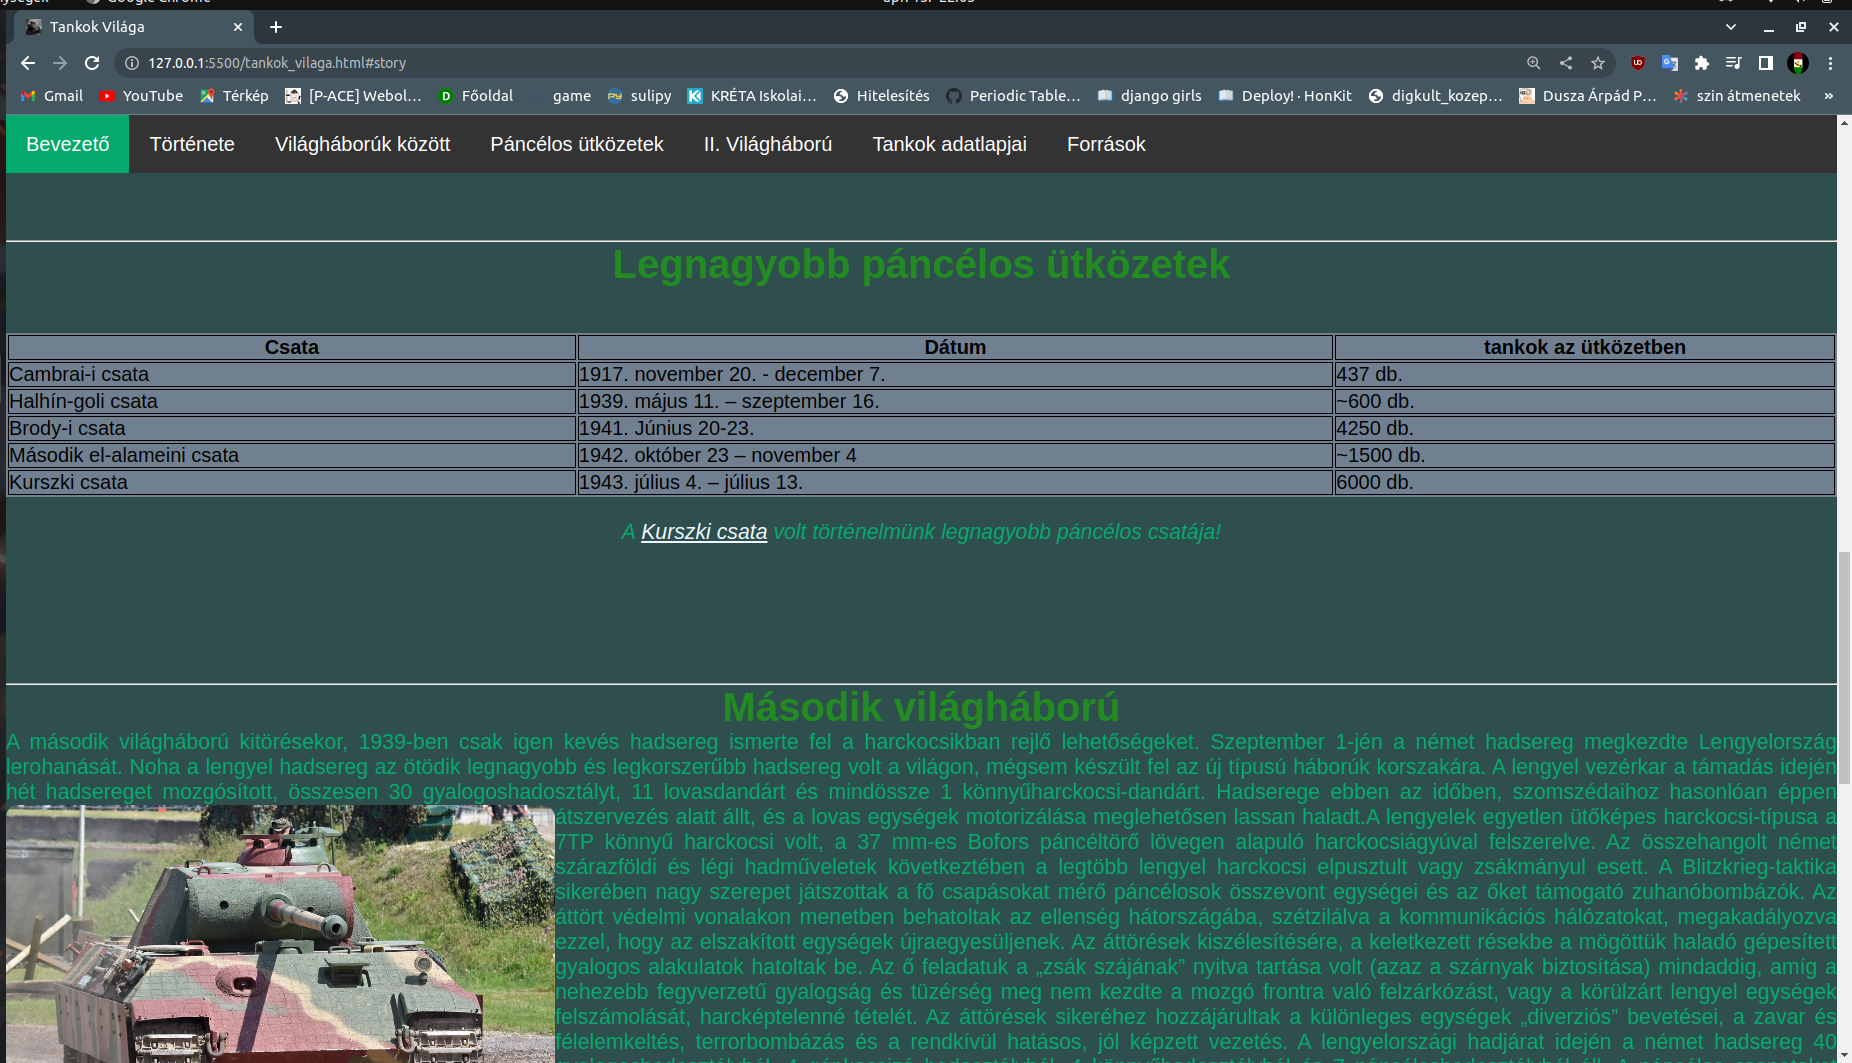 Tankok Világa
127.0.0.1:5500/tankok_vilaga.html#story
Gmail YouTube Térkép [P-ACE] Webol... Főoldal game sulipy KRÉTA Iskolai... Hitelesítés Periodic Table... django girls Deploy! · HonKit digkult_kozep... Dusza Árpád P... szin átmenetek »
Bevezető Története Világháborúk között Páncélos ütközetek II. Világháború Tankok adatlapjai Források
Legnagyobb páncélos ütközetek
Csata Dátum tankok az ütközetben
Cambrai-i csata 1917. november 20. - december 7. 437 db.
Halhín-goli csata 1939. május 11. – szeptember 16. ~600 db.
Brody-i csata 1941. Június 20-23. 4250 db.
Második el-alameini csata 1942. október 23 – november 4 ~1500 db.
Kurszki csata 1943. július 4. – július 13. 6000 db.
A Kurszki csata volt történelmünk legnagyobb páncélos csatája!
Második világháború
A második világháború kitörésekor, 1939-ben csak igen kevés hadsereg ismerte fel a harckocsikban rejlő lehetőségeket. Szeptember 1-jén a német hadsereg megkezdte Lengyelország
lerohanását. Noha a lengyel hadsereg az ötödik legnagyobb és legkorszerűbb hadsereg volt a világon, mégsem készült fel az új típusú háborúk korszakára. A lengyel vezérkar a támadás idején
hét hadsereget mozgósított, összesen 30 gyalogoshadosztályt, 11 lovasdandárt és mindössze 1 könnyűharckocsi-dandárt. Hadserege ebben az időben, szomszédaihoz hasonlóan éppen
átszervezés alatt állt, és a lovas egységek motorizálása meglehetősen lassan haladt.A lengyelek egyetlen ütőképes harckocsi-típusa a
7TP könnyű harckocsi volt, a 37 mm-es Bofors páncéltörő lövegen alapuló harckocsiágyúval felszerelve. Az összehangolt német
szárazföldi és légi hadműveletek következtében a legtöbb lengyel harckocsi elpusztult vagy zsákmányul esett. A Blitzkrieg-taktika
sikerében nagy szerepet játszottak a fő csapásokat mérő páncélosok összevont egységei és az őket támogató zuhanóbombázók. Az
áttört védelmi vonalakon menetben behatoltak az ellenség hátországába, szétzilálva a kommunikációs hálózatokat, megakadályozva
ezzel, hogy az elszakított egységek újraegyesüljenek. Az áttörések kiszélesítésére, a keletkezett résekbe a mögöttük haladó gépesített
gyalogos alakulatok hatoltak be. Az ő feladatuk a „zsák szájának” nyitva tartása volt (azaz a szárnyak biztosítása) mindaddig, amíg a
nehezebb fegyverzetű gyalogság és tüzérség meg nem kezdte a mozgó frontra való felzárkózást, vagy a körülzárt lengyel egységek
felszámolását, harcképtelenné tételét. Az áttörések sikeréhez hozzájárultak a különleges egységek „diverziós” bevetései, a zavar és
félelemkeltés, terrorbombázás és a rendkívül hatásos, jól képzett vezetés. A lengyelországi hadjárat idején a német hadsereg 40